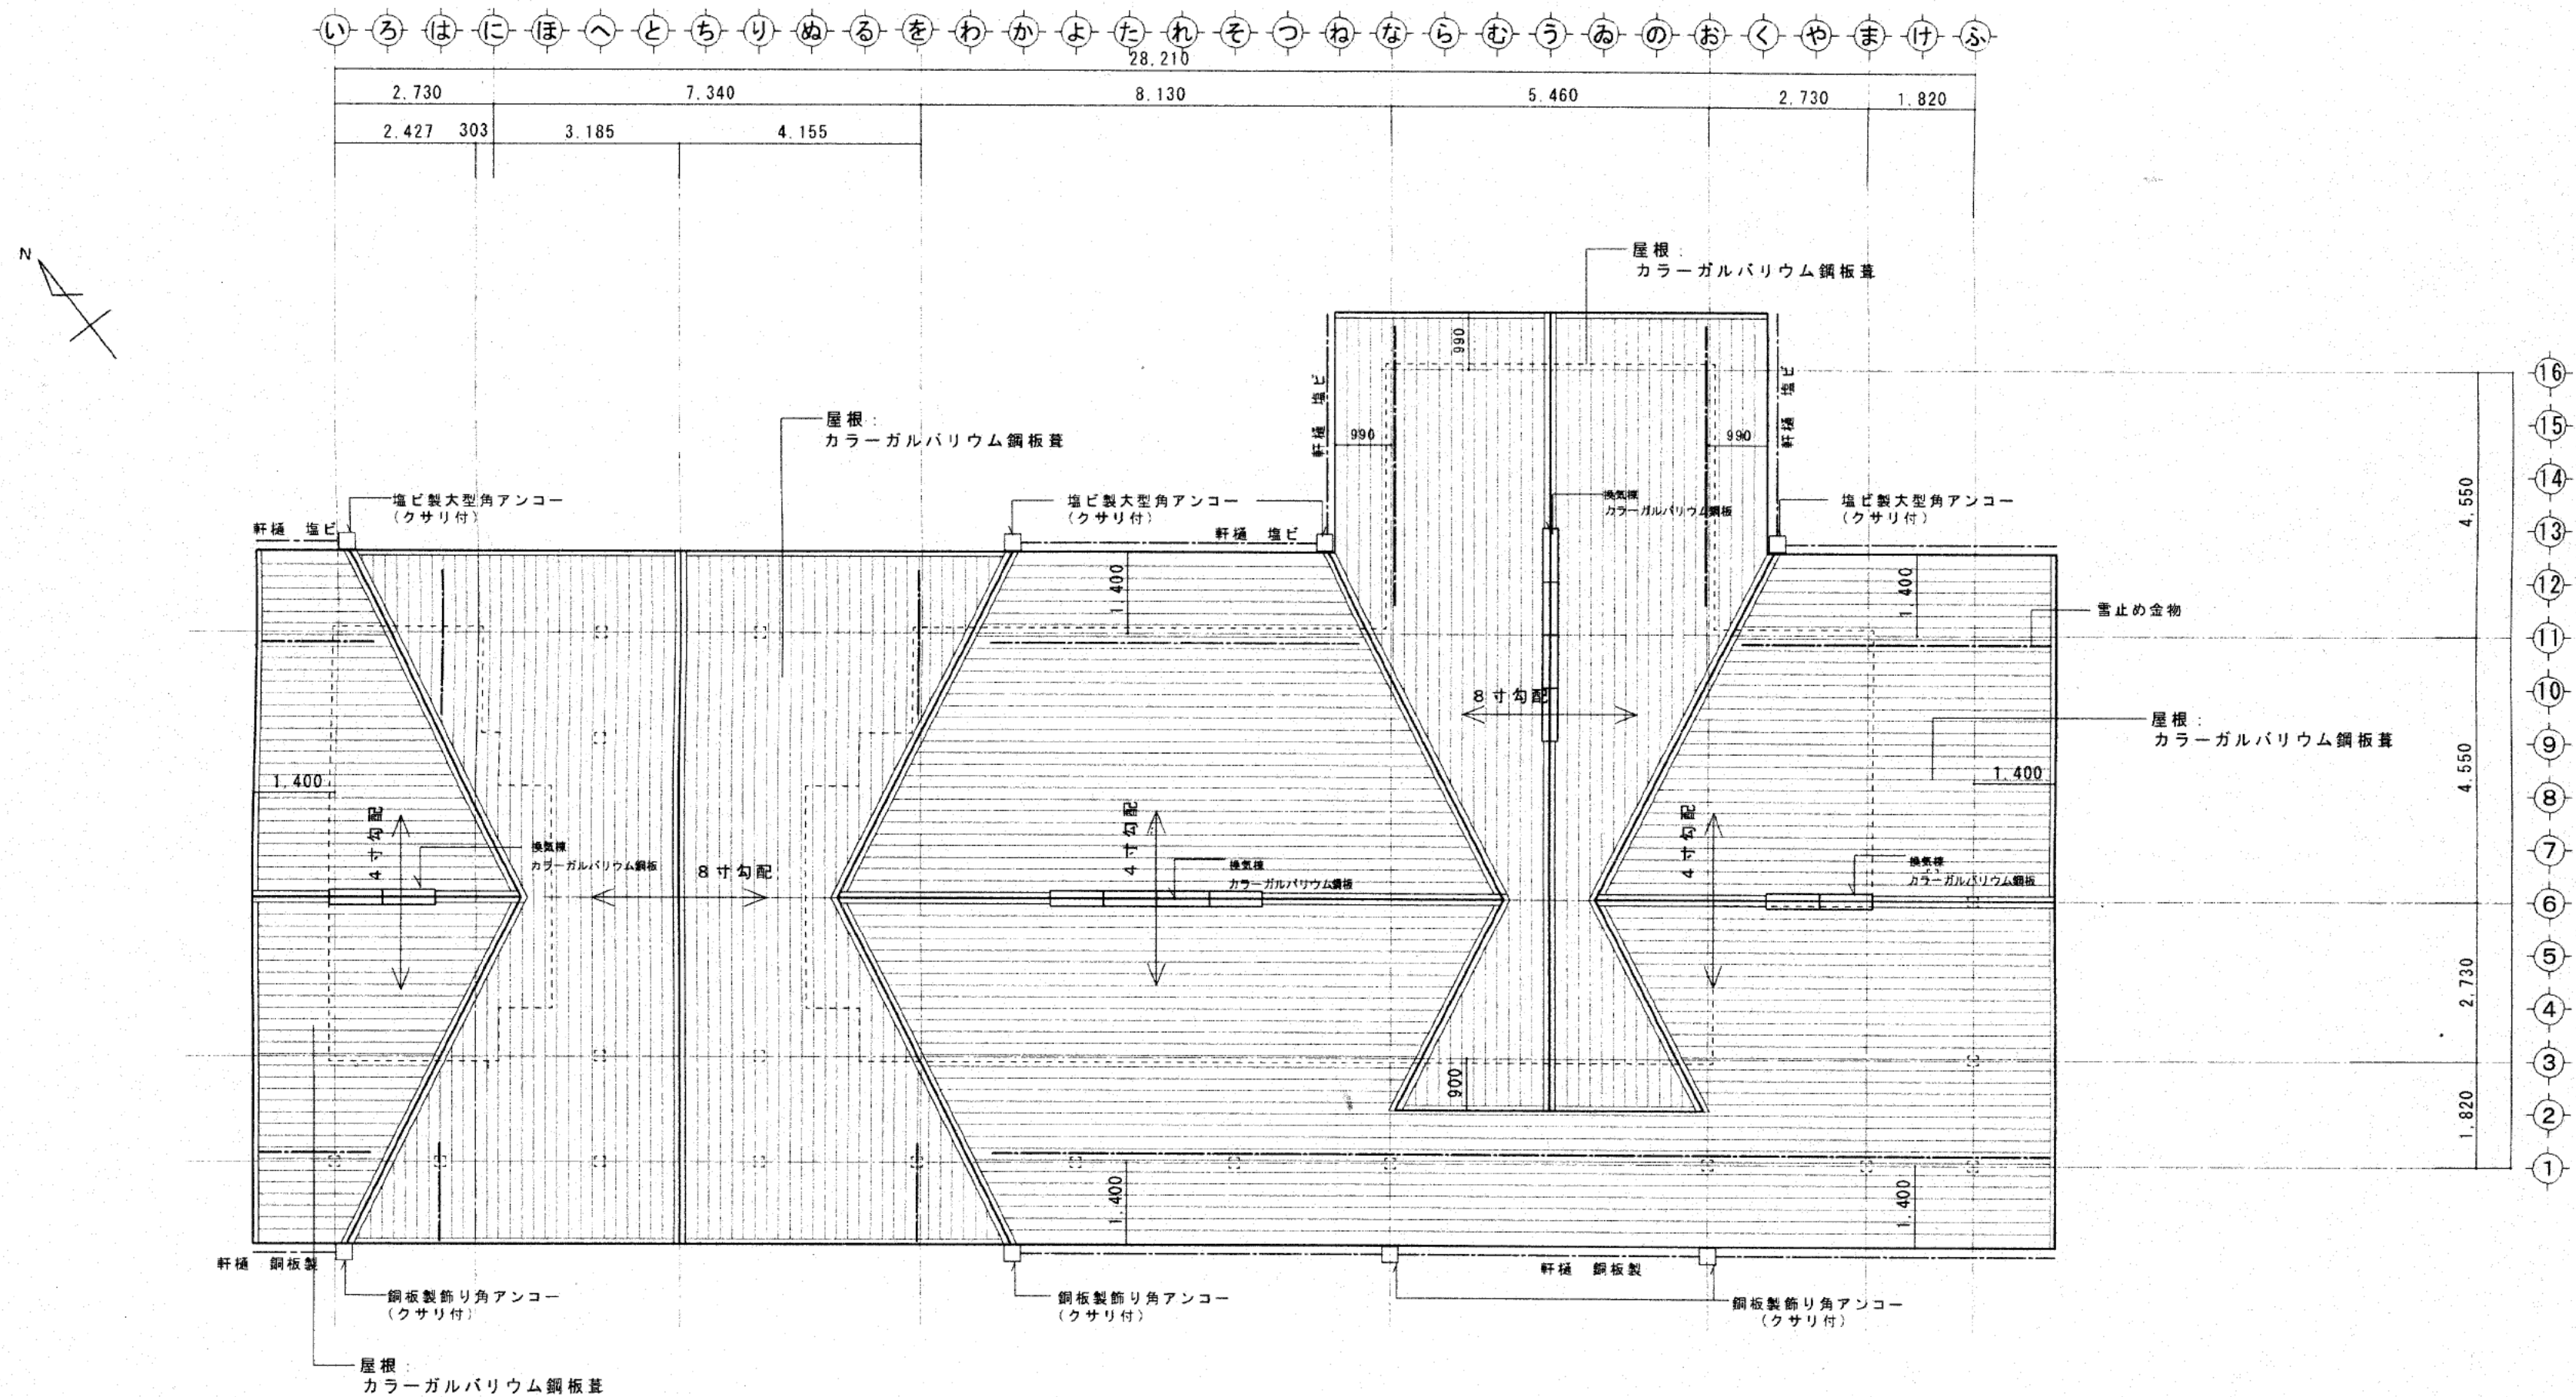 い ろ は に ほ へ と ち り ぬ る を わ か よ た れ そ つ ね な ら む う ゐ の お く や ま け ふ
28,210
2,730 7,340 8,130 5,460 2,730 1,820
2,427 303 3,185 4,155
N
屋根:
カラーガルバリウム鋼板葺
990
軒樋 塩ビ
軒樋 塩ビ
990
990
屋根:
カラーガルバリウム鋼板葺
軒樋 塩ビ
塩ビ製大型角アンコー
(クサリ付)
塩ビ製大型角アンコー
(クサリ付)
軒樋 塩ビ
換気棟
カラーガルバリウム鋼板
塩ビ製大型角アンコー
(クサリ付)
1,400
1,400
雪止め金物
8寸勾配
屋根:
カラーガルバリウム鋼板葺
1,400
1,400
4寸勾配
換気棟
カラーガルバリウム鋼板
8寸勾配
4寸勾配
換気棟
カラーガルバリウム鋼板
4寸勾配
換気棟
カラーガルバリウム鋼板
900
1,400
1,400
軒樋 銅板製
銅板製飾り角アンコー
(クサリ付)
銅板製飾り角アンコー
(クサリ付)
軒樋 銅板製
銅板製飾り角アンコー
(クサリ付)
屋根:
カラーガルバリウム鋼板葺
4,550
4,550
2,730
1,820
16
15
14
13
12
11
10
9
8
7
6
5
4
3
2
1